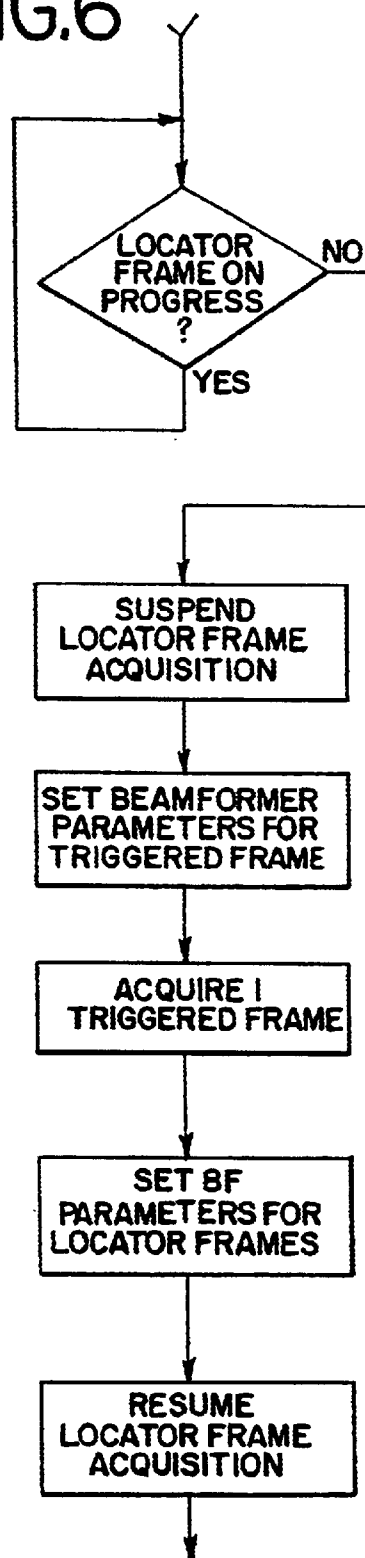 IG.6
LOCATOR
FRAME ON
PROGRESS
?
NO
YES
SUSPEND
LOCATOR FRAME
ACQUISITION
SET BEAMFORMER
PARAMETERS FOR
TRIGGERED FRAME
ACQUIRE 1
TRIGGERED FRAME
SET BF
PARAMETERS FOR
LOCATOR FRAMES
RESUME
LOCATOR FRAME
ACQUISITION